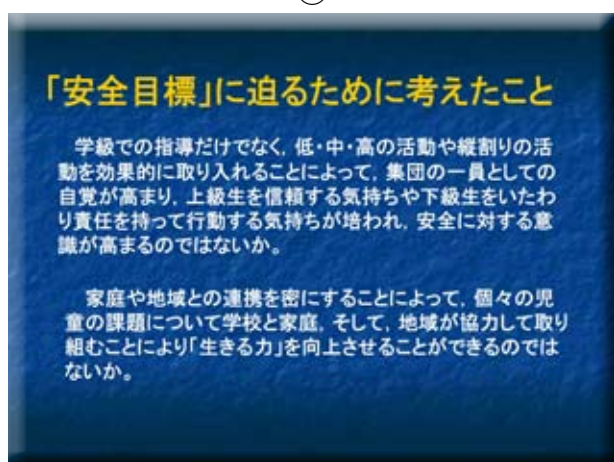 「安全目標」に迫るために考えたこと
学級での指導だけでなく，低・中・高の活動や縦割りの活
動を効果的に取り入れることによって，集団の一員としての
自覚が高まり，上級生を信頼する気持ちや下級生をいたわ
り責任を持って行動する気持ちが培われ，安全に対する意
識が高まるのではないか。
家庭や地域との連携を密にすることによって，個々の児
童の課題について学校と家庭，そして，地域が協力して取り
組むことにより「生きる力」を向上させることができるのでは
ないか。